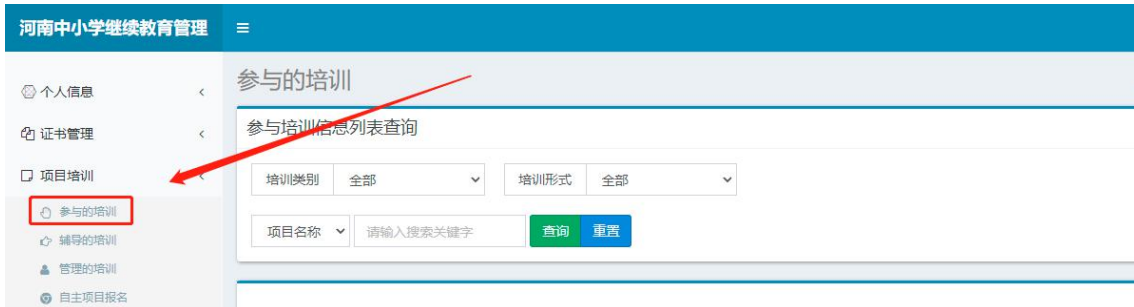 河南中小学继续教育管理
个人信息
证书管理
项目培训
参与的培训
辅导的培训
管理的培训
自主项目报名
参与的培训
参与培训信息列表查询
培训类别 全部 培训形式 全部
项目名称 请输入搜索关键字 查询 重置